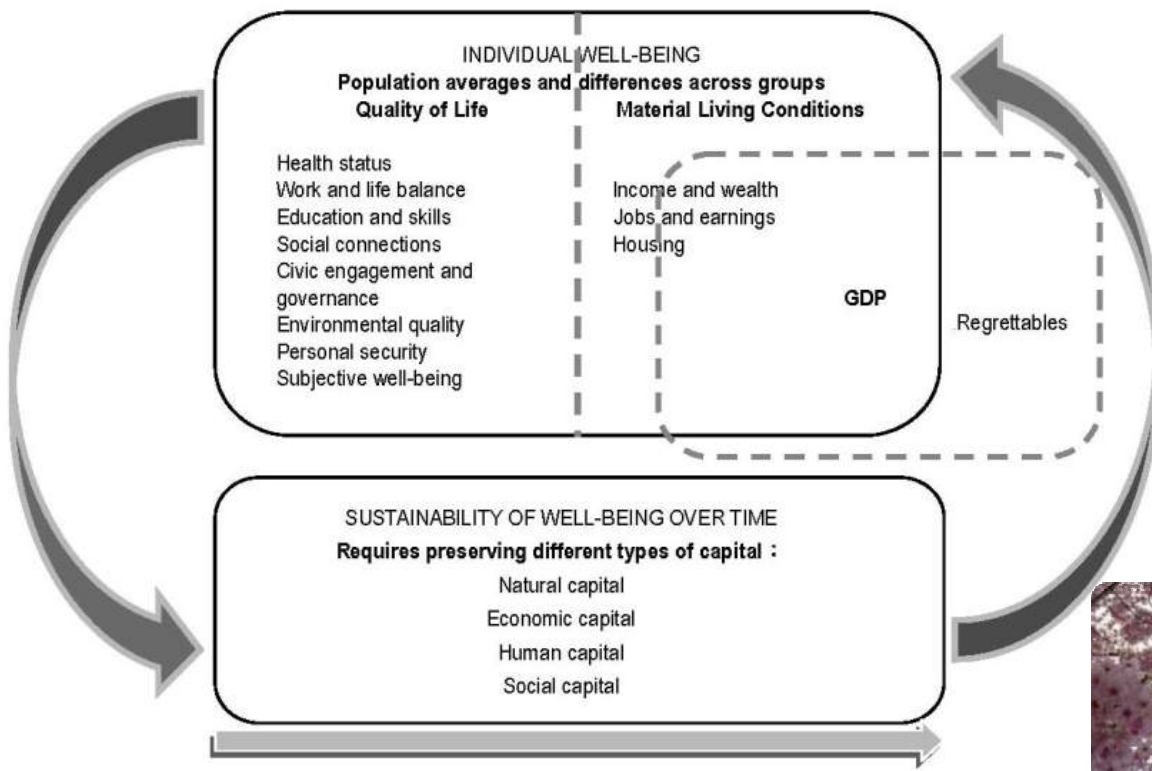 INDIVIDUAL WELL-BEING
Population averages and differences across groups
Quality of Life
Material Living Conditions
Health status
Work and life balance
Education and skills
Social connections
Civic engagement and
governance
Environmental quality
Personal security
Subjective well-being
Income and wealth
Jobs and earnings
Housing
GDP
Regrettables
SUSTAINABILITY OF WELL-BEING OVER TIME
Requires preserving different types of capital：
Natural capital
Economic capital
Human capital
Social capital